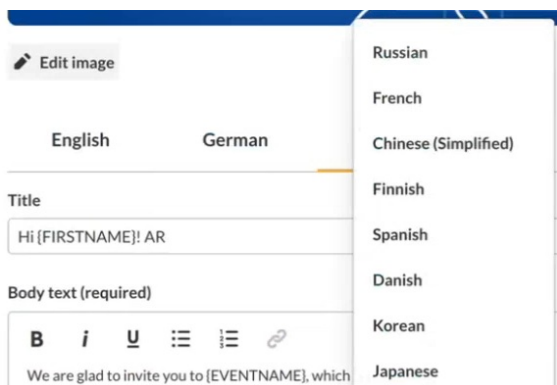 Edit image
English German
Title
Hi {FIRSTNAME}! AR
Body text (required)
B i U
We are glad to invite you to {EVENTNAME}, which
Russian
French
Chinese (Simplified)
Finnish
Spanish
Danish
Korean
Japanese